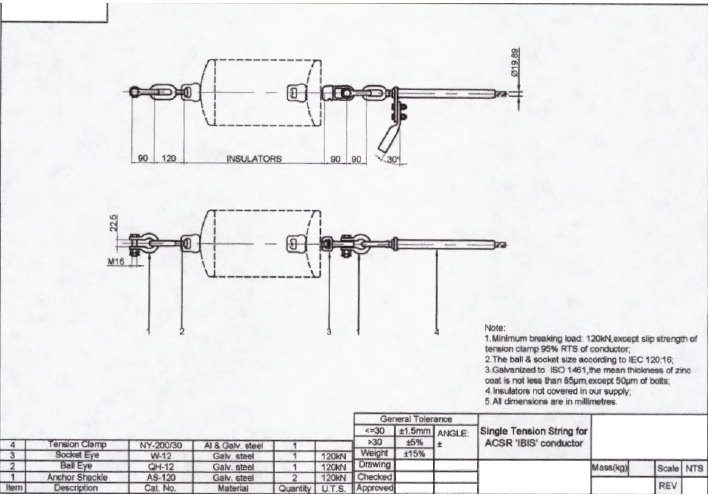 Ø19.89
90
120
INSULATORS
90
90
30°
22.5
M16
1
2
3
1
4
Note:
1.Minimum breaking load: 120kN,except slip strength of
tension clamp 95% RTS of conductor;
2.The ball & socket size according to IEC 120:16;
3.Galvanized to ISO 1461,the mean thickness of zinc
coat is not less than 85μm,except 50μm of bolts;
4.Insulators not covered in our supply;
5.All dimensions are in millimetres.
General Tolerance
<=30 ±1.5mm ANGLE:
>30 ±5% ±
Weight ±15%
Single Tension String for
ACSR 'IBIS' conductor
4 Tension Clamp NY-200/30 Al & Galv. steel 1
3 Socket Eye W-12 Galv. steel 1 120kN
2 Ball Eye QH-12 Galv. steel 1 120kN
1 Anchor Shackle AS-120 Galv. steel 2 120kN
Item Description Cat. No. Material Quantity U.T.S.
Drawing
Checked
Approved
Mass(kg) Scale NTS
REV